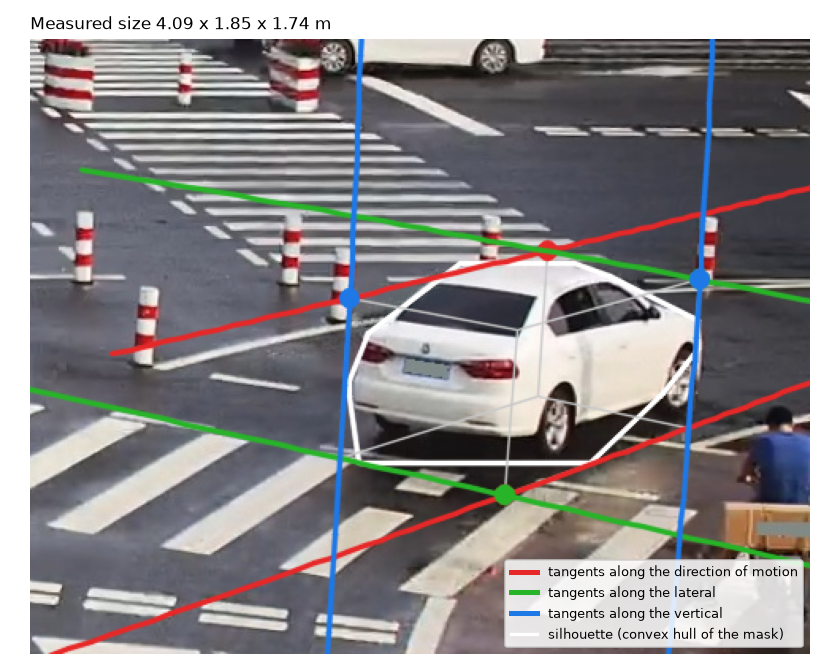 Measured size 4.09 x 1.85 x 1.74 m
tangents along the direction of motion
tangents along the lateral
tangents along the vertical
silhouette (convex hull of the mask)